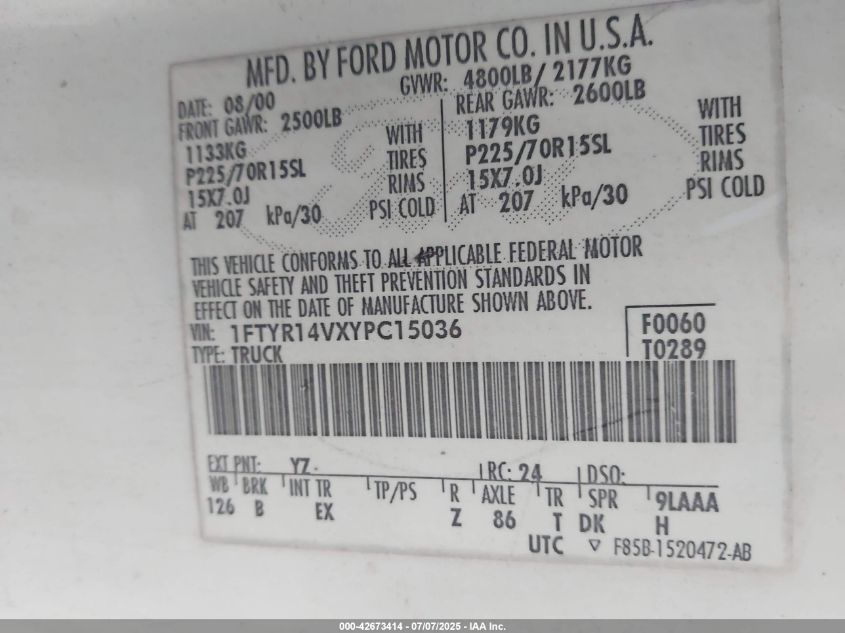 MFD. BY FORD MOTOR CO. IN U.S.A.
DATE: 08/00 GVWR: 4800LB/ 2177KG
FRONT GAWR: 2500LB REAR GAWR: 2600LB
1133KG WITH 1179KG WITH
P225/70R15SL TIRES P225/70R15SL TIRES
15X7.0J RIMS 15X7.0J RIMS
AT 207 kPa/30 PSI COLD AT 207 kPa/30 PSI COLD
THIS VEHICLE CONFORMS TO ALL APPLICABLE FEDERAL MOTOR
VEHICLE SAFETY AND THEFT PREVENTION STANDARDS IN
EFFECT ON THE DATE OF MANUFACTURE SHOWN ABOVE.
VIN: 1FTYR14VXYPC15036 F0060
TYPE: TRUCK T0289
EXT PNT: YZ RC: 24 DSO:
WB BRK INT TR TP/PS R AXLE TR SPR 9LAAA
126 B EX Z 86 T DK H
UTC ▽ F85B-1520472-AB
000-42673414 - 07/07/2025 - IAA Inc.